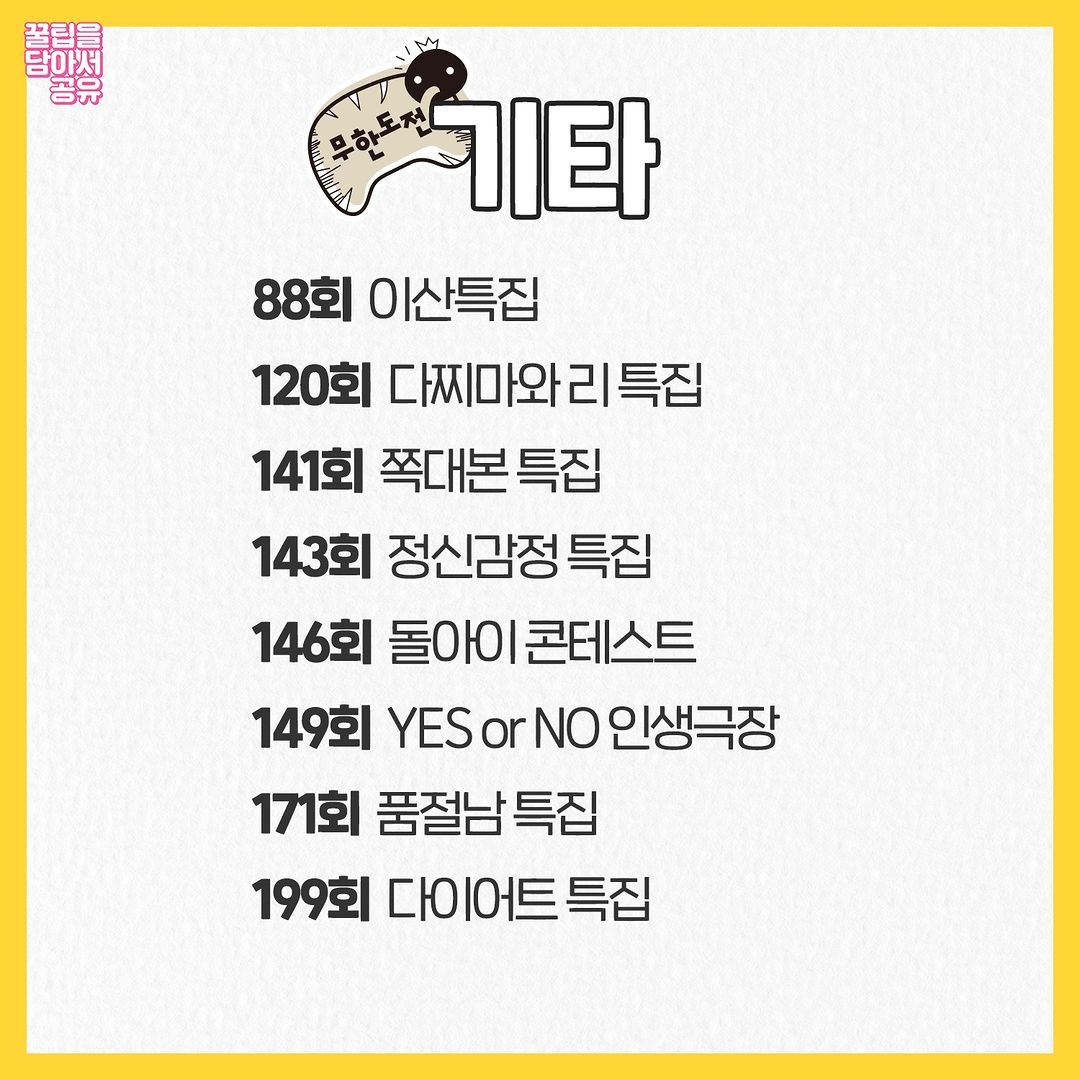 꿀팁을
담아서
공유
무한도전
기타
88회 이산특집
120회 다찌마와 리 특집
141회 쪽대본 특집
143회 정신감정 특집
146회 돌아이 콘테스트
149회 YES or NO 인생극장
171회 품절남 특집
199회 다이어트 특집